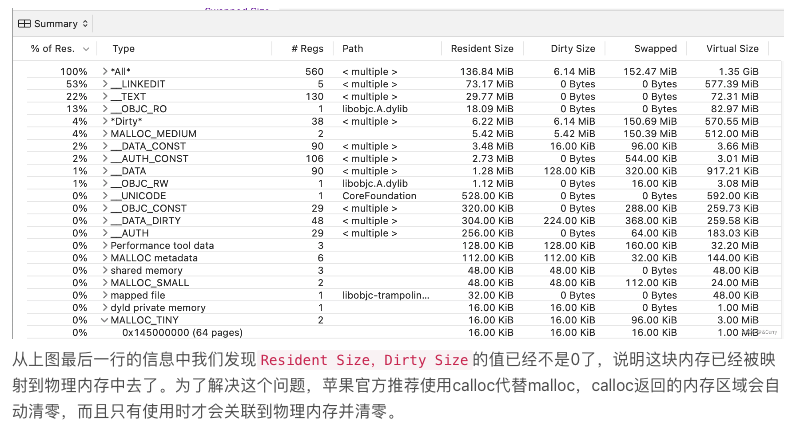 Summary
% of Res. Type # Regs Path Resident Size Dirty Size Swapped Virtual Size
100% *All* 560 < multiple > 136.84 MiB 6.14 MiB 152.47 MiB 1.35 GiB
53% __LINKEDIT 5 < multiple > 73.17 MiB 0 Bytes 0 Bytes 577.39 MiB
22% __TEXT 130 < multiple > 29.77 MiB 0 Bytes 0 Bytes 72.31 MiB
13% __OBJC_RO 1 libobjc.A.dylib 18.09 MiB 0 Bytes 0 Bytes 82.97 MiB
4% *Dirty* 38 < multiple > 6.22 MiB 6.14 MiB 150.69 MiB 570.55 MiB
4% MALLOC_MEDIUM 2 5.42 MiB 5.42 MiB 150.39 MiB 512.00 MiB
2% __DATA_CONST 90 < multiple > 3.48 MiB 16.00 KiB 96.00 KiB 3.66 MiB
2% __AUTH_CONST 106 < multiple > 2.73 MiB 0 Bytes 544.00 KiB 3.01 MiB
1% __DATA 90 < multiple > 1.28 MiB 128.00 KiB 320.00 KiB 917.21 KiB
1% __OBJC_RW 1 libobjc.A.dylib 1.12 MiB 0 Bytes 16.00 KiB 3.08 MiB
0% __UNICODE 1 CoreFoundation 528.00 KiB 0 Bytes 0 Bytes 592.00 KiB
0% __OBJC_CONST 29 < multiple > 320.00 KiB 0 Bytes 288.00 KiB 259.73 KiB
0% __DATA_DIRTY 48 < multiple > 304.00 KiB 224.00 KiB 368.00 KiB 259.58 KiB
0% __AUTH 29 < multiple > 256.00 KiB 0 Bytes 64.00 KiB 183.03 KiB
0% Performance tool data 3 128.00 KiB 128.00 KiB 160.00 KiB 32.20 MiB
0% MALLOC metadata 6 112.00 KiB 112.00 KiB 32.00 KiB 144.00 KiB
0% shared memory 3 48.00 KiB 48.00 KiB 0 Bytes 48.00 KiB
0% MALLOC_SMALL 2 48.00 KiB 48.00 KiB 112.00 KiB 24.00 MiB
0% mapped file 1 libobjc-trampolin... 32.00 KiB 0 Bytes 0 Bytes 48.00 KiB
0% dyld private memory 1 16.00 KiB 16.00 KiB 0 Bytes 1.00 MiB
0% MALLOC_TINY 2 16.00 KiB 16.00 KiB 96.00 KiB 3.00 MiB
0% 0x145000000 (64 pages) 16.00 KiB 16.00 KiB 16.00 KiB 1.00 MiB
从上图最后一行的信息中我们发现 Resident Size, Dirty Size 的值已经不是0了，说明这块内存已经被映
射到物理内存中去了。为了解决这个问题，苹果官方推荐使用calloc代替malloc，calloc返回的内存区域会自
动清零，而且只有使用时才会关联到物理内存并清零。